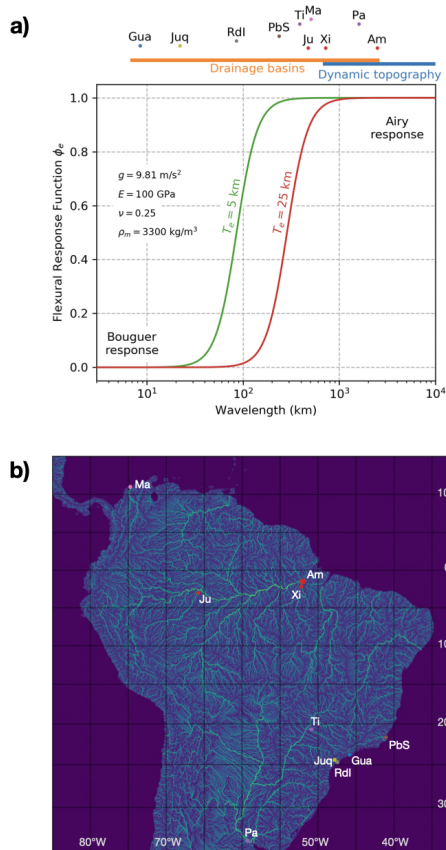 a)
Ti Ma Pa
Gua Juq RdI PbS Ju Xi Am
Drainage basins
Dynamic topography
Flexural Response Function ϕₑ
1.0
0.8
0.6
0.4
0.2
0.0
g = 9.81 m/s²
E = 100 GPa
ν = 0.25
ρₘ = 3300 kg/m³
Tₑ = 5 km
Tₑ = 25 km
Airy
response
Bouguer
response
10¹ 10² 10³ 10⁴
Wavelength (km)
b)
Ma
10
Am
0
Ju
Xi
10
Ti
20
PbS
Juq
Gua
RdI
30
Pa
80°W 70°W 50°W 40°W